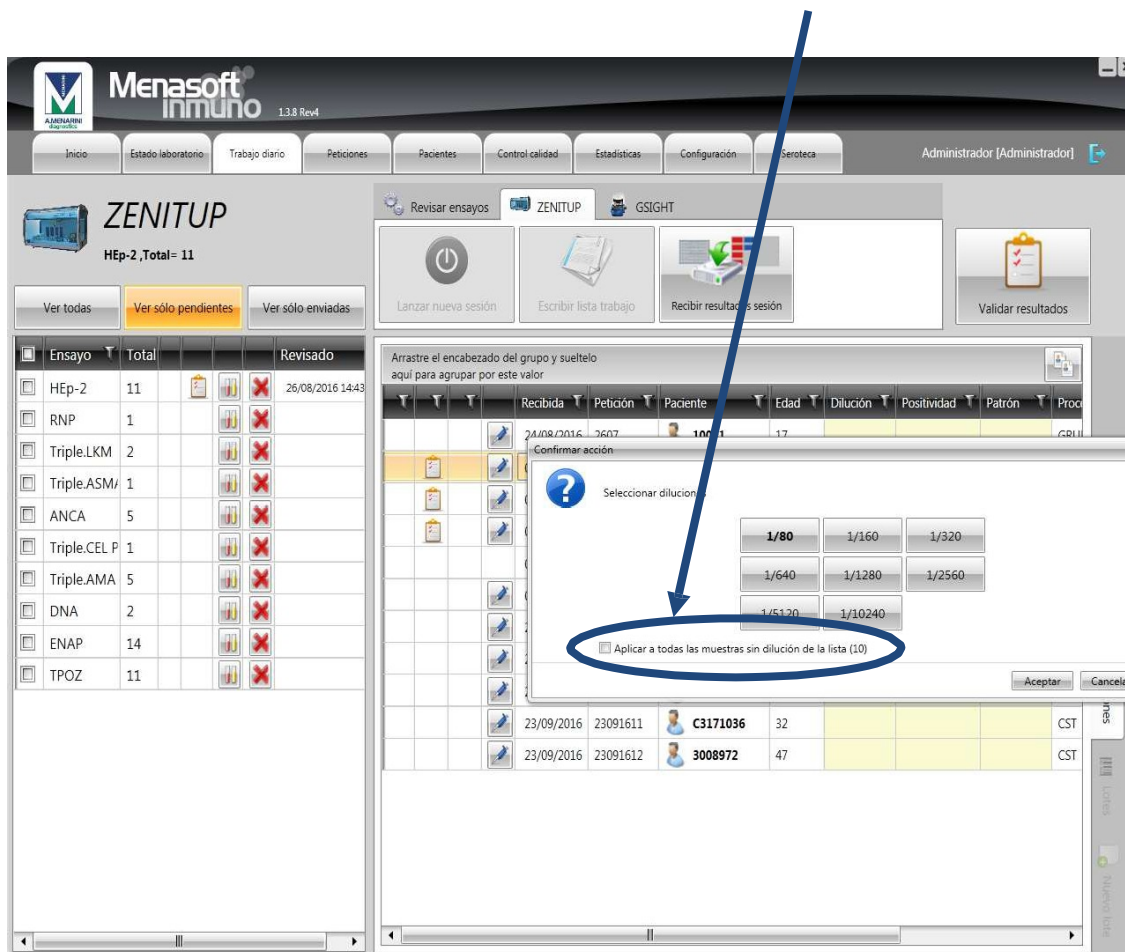 Menasoft
inmuno 1.3.8 Rev4
A.MENARINI
diagnostics
Inicio Estado laboratorio Trabajo diario Peticiones Pacientes Control calidad Estadísticas Configuración Seroteca Administrador [Administrador]
ZENITUP
HEp-2 ,Total= 11
Ver todas Ver sólo pendientes Ver sólo enviadas
Revisar ensayos ZENITUP GSIGHT
Lanzar nueva sesión Escribir lista trabajo Recibir resultados sesión Validar resultados
Ensayo Total Revisado
HEp-2 11 26/08/2016 14:43
RNP 1
Triple.LKM 2
Triple.ASMA 1
ANCA 5
Triple.CEL P 1
Triple.AMA 5
DNA 2
ENAP 14
TPOZ 11
Arrastre el encabezado del grupo y sueltelo
aquí para agrupar por este valor
Recibida Petición Paciente Edad Dilución Positividad Patrón Proc
24/08/2016 2607 17 GRU
Confirmar acción
Seleccionar diluciones
1/80 1/160 1/320
1/640 1/1280 1/2560
1/5120 1/10240
Aplicar a todas las muestras sin dilución de la lista (10)
Aceptar Cancela
23/09/2016 23091611 C3171036 32 CST
23/09/2016 23091612 3008972 47 CST
nes
Lotes
Nuevo lote